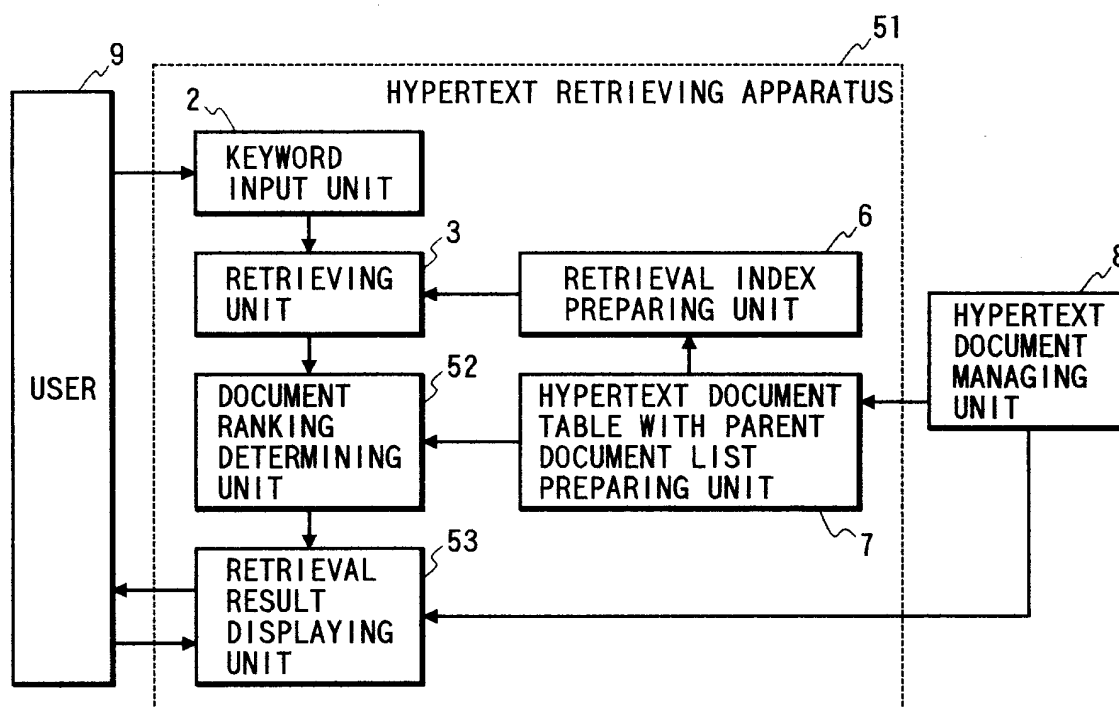 51
9
HYPERTEXT RETRIEVING APPARATUS
2
KEYWORD
INPUT UNIT
3
RETRIEVING
UNIT
6
RETRIEVAL INDEX
PREPARING UNIT
8
HYPERTEXT
DOCUMENT
MANAGING
UNIT
USER
52
DOCUMENT
RANKING
DETERMINING
UNIT
HYPERTEXT DOCUMENT
TABLE WITH PARENT
DOCUMENT LIST
PREPARING UNIT
7
53
RETRIEVAL
RESULT
DISPLAYING
UNIT